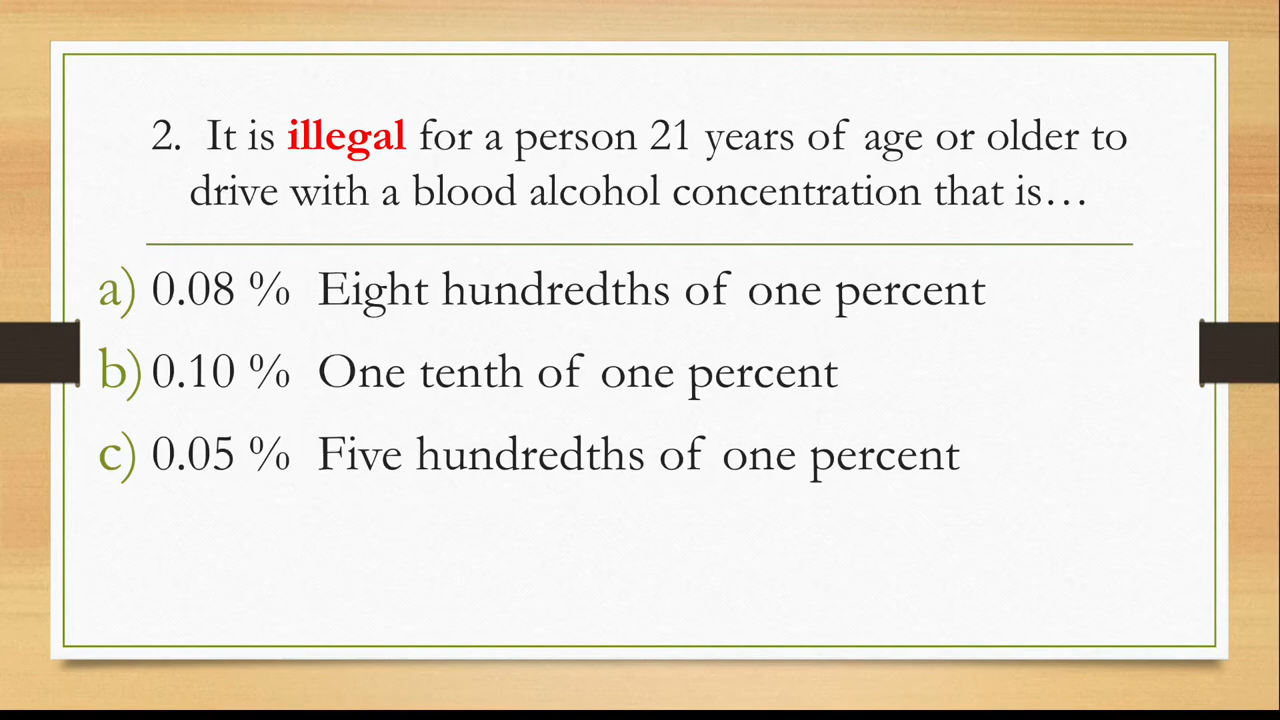 2. It is illegal for a person 21 years of age or older to
drive with a blood alcohol concentration that is…
a) 0.08 % Eight hundredths of one percent
b) 0.10 % One tenth of one percent
c) 0.05 % Five hundredths of one percent